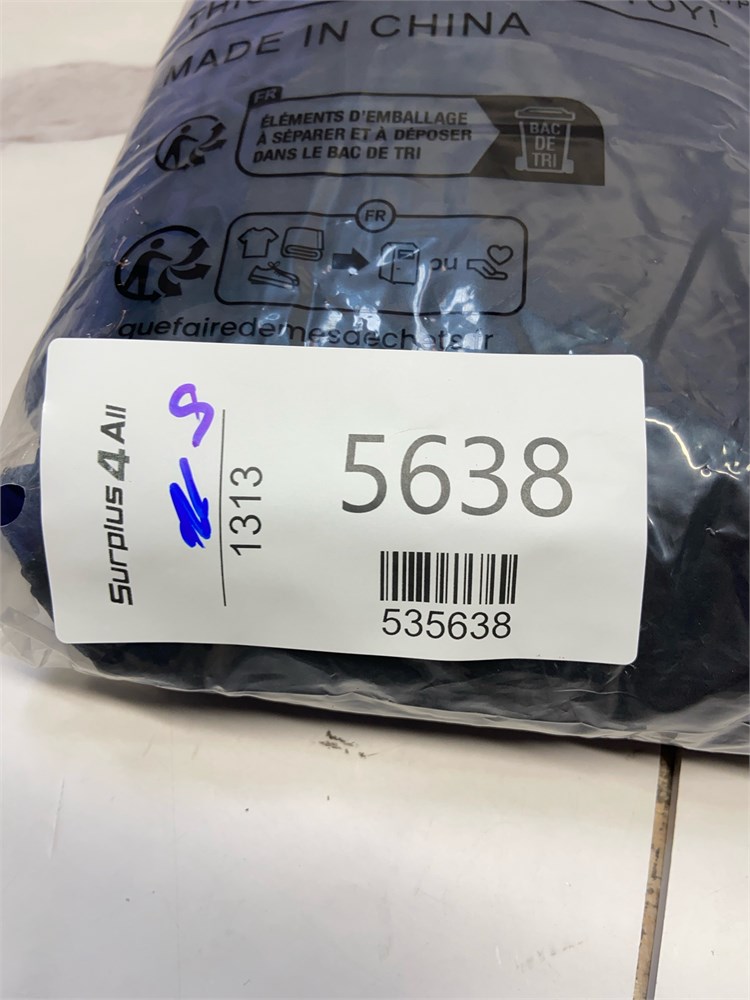 MADE IN CHINA
FR
ÉLÉMENTS D'EMBALLAGE
À SÉPARER ET À DÉPOSER
DANS LE BAC DE TRI
BAC
DE
TRI
FR
ou
quefairedemesdechets.fr
Surplus 4 All
1313
5638
535638